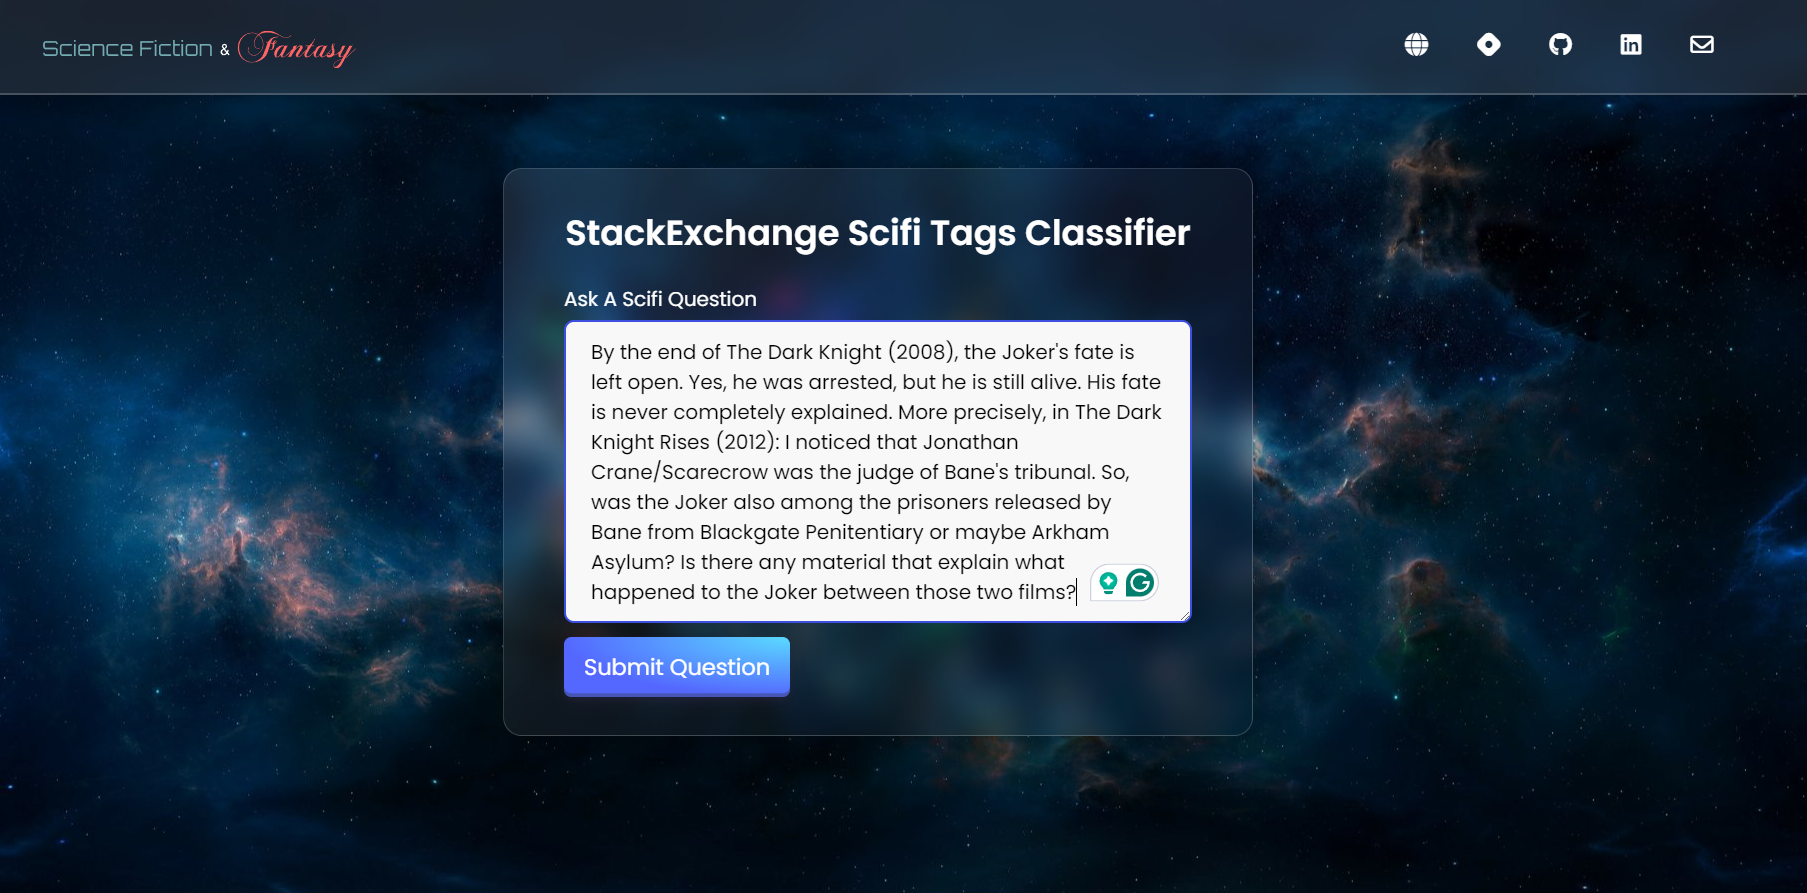 Science Fiction & Fantasy
StackExchange Scifi Tags Classifier
Ask A Scifi Question
By the end of The Dark Knight (2008), the Joker's fate is
left open. Yes, he was arrested, but he is still alive. His fate
is never completely explained. More precisely, in The Dark
Knight Rises (2012): I noticed that Jonathan
Crane/Scarecrow was the judge of Bane's tribunal. So,
was the Joker also among the prisoners released by
Bane from Blackgate Penitentiary or maybe Arkham
Asylum? Is there any material that explain what
happened to the Joker between those two films?
Submit Question